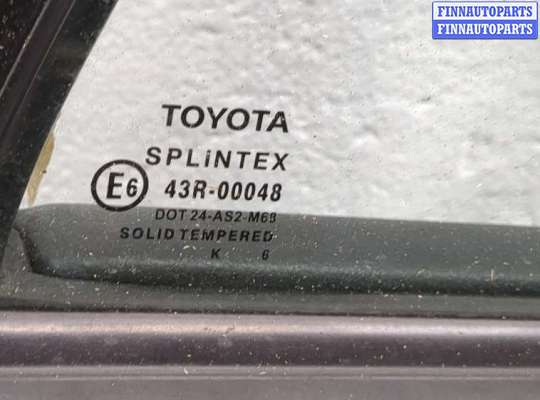 FINNAUTOPARTS
FINNAUTOPARTS
TOYOTA
SPLiNTEX
E6 43R-00048
DOT 24-AS2-M69
SOLID TEMPERED
K 6